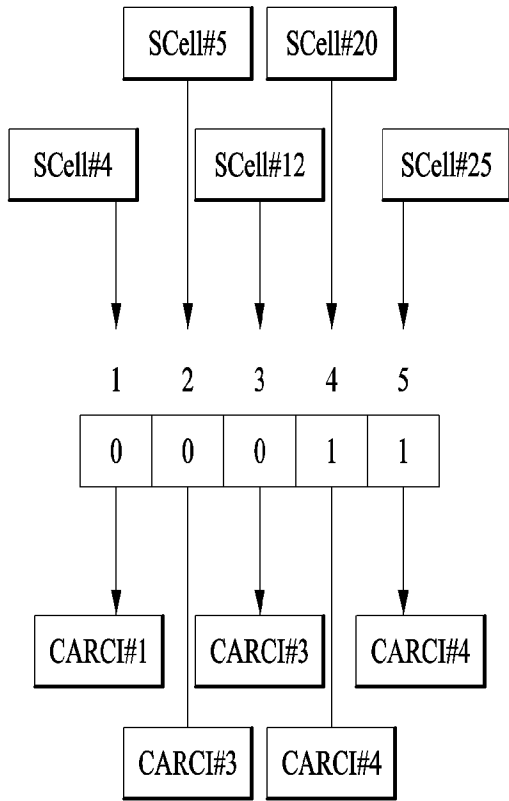 SCell#5 SCell#20
SCell#4 SCell#12 SCell#25
1 2 3 4 5
0 0 0 1 1
CARCI#1 CARCI#3 CARCI#4
CARCI#3 CARCI#4